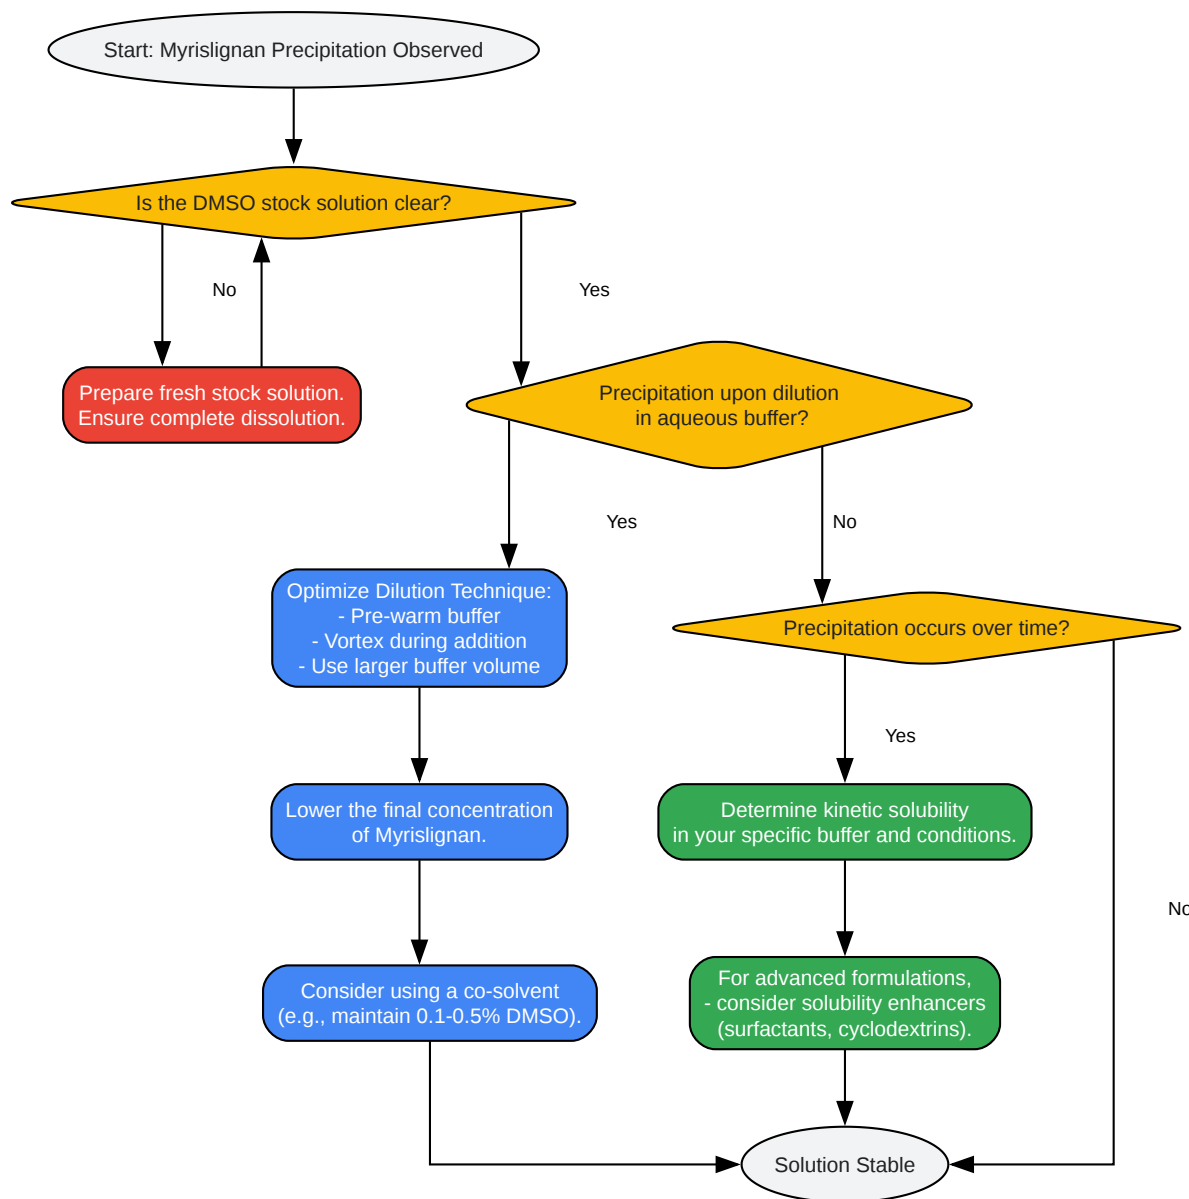 Start: Myrislignan Precipitation Observed
Is the DMSO stock solution clear?
No
Yes
Prepare fresh stock solution.
Ensure complete dissolution.
Precipitation upon dilution
in aqueous buffer?
Yes
No
Optimize Dilution Technique:
- Pre-warm buffer
- Vortex during addition
- Use larger buffer volume
Precipitation occurs over time?
Yes
Lower the final concentration
of Myrislignan.
Determine kinetic solubility
in your specific buffer and conditions.
No
Consider using a co-solvent
(e.g., maintain 0.1-0.5% DMSO).
For advanced formulations,
- consider solubility enhancers
(surfactants, cyclodextrins).
Solution Stable